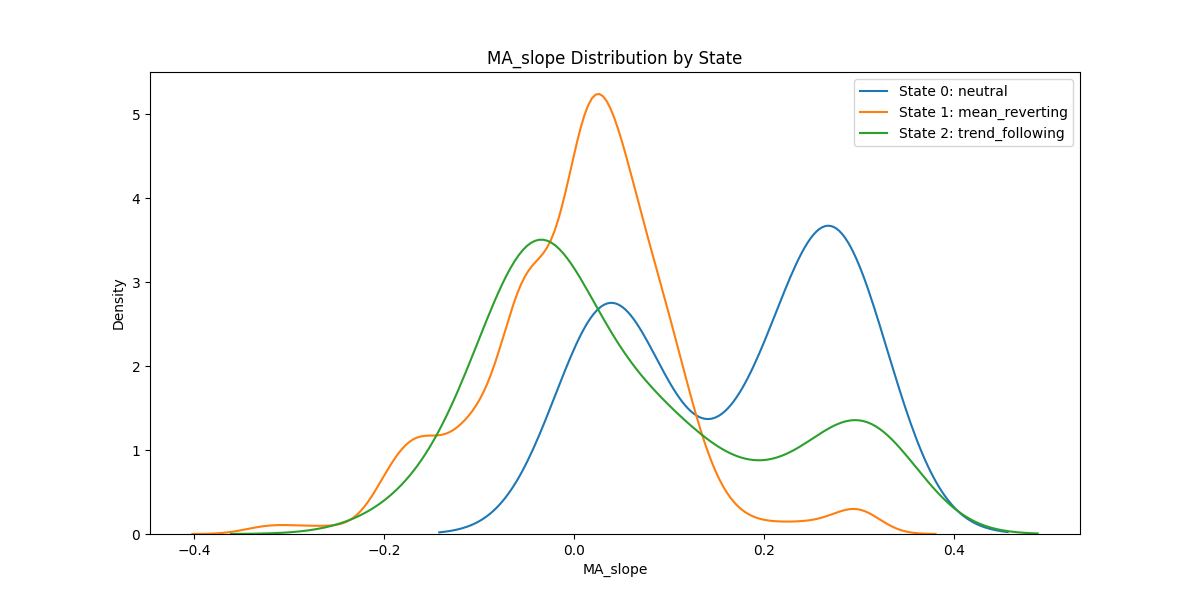 MA_slope Distribution by State
State 0: neutral
State 1: mean_reverting
State 2: trend_following
Density
5
4
3
2
1
0
−0.4
−0.2
0.0
0.2
0.4
MA_slope